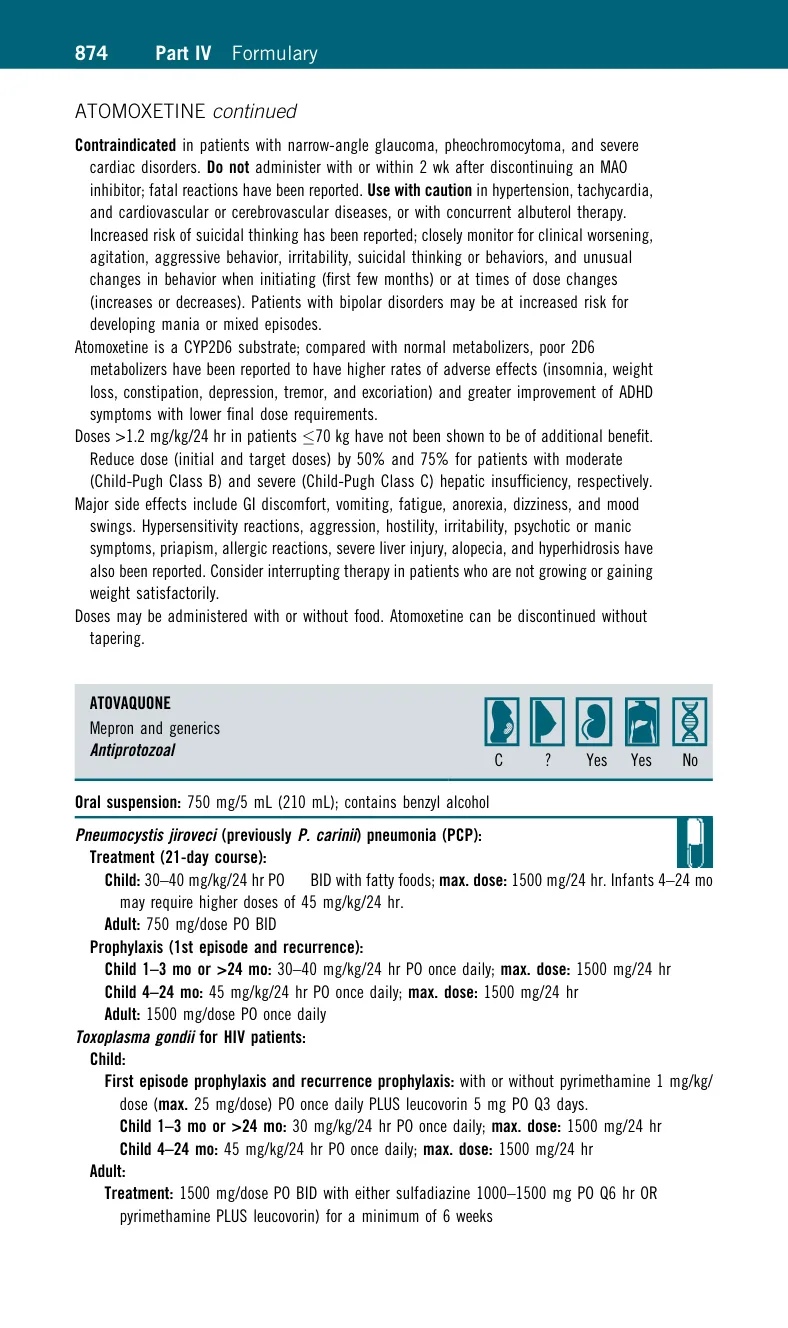 874 Part IV Formulary
ATOMOXETINE continued
Contraindicated in patients with narrow-angle glaucoma, pheochromocytoma, and severe
cardiac disorders. Do not administer with or within 2 wk after discontinuing an MAO
inhibitor; fatal reactions have been reported. Use with caution in hypertension, tachycardia,
and cardiovascular or cerebrovascular diseases, or with concurrent albuterol therapy.
Increased risk of suicidal thinking has been reported; closely monitor for clinical worsening,
agitation, aggressive behavior, irritability, suicidal thinking or behaviors, and unusual
changes in behavior when initiating (first few months) or at times of dose changes
(increases or decreases). Patients with bipolar disorders may be at increased risk for
developing mania or mixed episodes.
Atomoxetine is a CYP2D6 substrate; compared with normal metabolizers, poor 2D6
metabolizers have been reported to have higher rates of adverse effects (insomnia, weight
loss, constipation, depression, tremor, and excoriation) and greater improvement of ADHD
symptoms with lower final dose requirements.
Doses >1.2 mg/kg/24 hr in patients ≤70 kg have not been shown to be of additional benefit.
Reduce dose (initial and target doses) by 50% and 75% for patients with moderate
(Child-Pugh Class B) and severe (Child-Pugh Class C) hepatic insufficiency, respectively.
Major side effects include GI discomfort, vomiting, fatigue, anorexia, dizziness, and mood
swings. Hypersensitivity reactions, aggression, hostility, irritability, psychotic or manic
symptoms, priapism, allergic reactions, severe liver injury, alopecia, and hyperhidrosis have
also been reported. Consider interrupting therapy in patients who are not growing or gaining
weight satisfactorily.
Doses may be administered with or without food. Atomoxetine can be discontinued without
tapering.
ATOVAQUONE
Mepron and generics
Antiprotozoal
C ? Yes Yes No
Oral suspension: 750 mg/5 mL (210 mL); contains benzyl alcohol
Pneumocystis jiroveci (previously P. carinii) pneumonia (PCP):
Treatment (21-day course):
Child: 30–40 mg/kg/24 hr PO BID with fatty foods; max. dose: 1500 mg/24 hr. Infants 4–24 mo
may require higher doses of 45 mg/kg/24 hr.
Adult: 750 mg/dose PO BID
Prophylaxis (1st episode and recurrence):
Child 1–3 mo or >24 mo: 30–40 mg/kg/24 hr PO once daily; max. dose: 1500 mg/24 hr
Child 4–24 mo: 45 mg/kg/24 hr PO once daily; max. dose: 1500 mg/24 hr
Adult: 1500 mg/dose PO once daily
Toxoplasma gondii for HIV patients:
Child:
First episode prophylaxis and recurrence prophylaxis: with or without pyrimethamine 1 mg/kg/
dose (max. 25 mg/dose) PO once daily PLUS leucovorin 5 mg PO Q3 days.
Child 1–3 mo or >24 mo: 30 mg/kg/24 hr PO once daily; max. dose: 1500 mg/24 hr
Child 4–24 mo: 45 mg/kg/24 hr PO once daily; max. dose: 1500 mg/24 hr
Adult:
Treatment: 1500 mg/dose PO BID with either sulfadiazine 1000–1500 mg PO Q6 hr OR
pyrimethamine PLUS leucovorin) for a minimum of 6 weeks